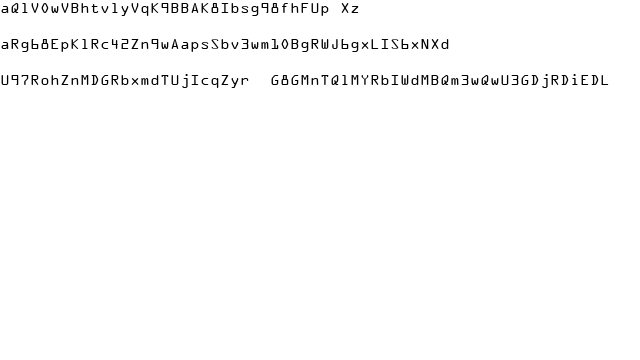 aQlV0wVBhtvlyVqK9BBAK8Ibsg98fhFUp Xz
aRg68EpKlRc42Zn9wAapsSbv3wml0BgRWJ6gxLIS6xNXd
U97RohZnMDGRbxmdTUjIcqZyr  G8GMnTQlMYRbIWdMBQm3wQwU3GDjRDiEDL